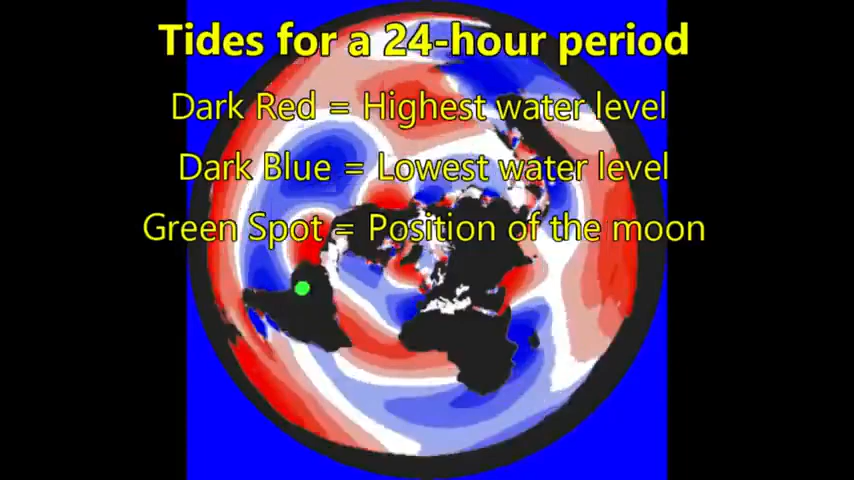 Tides for a 24-hour period
Dark Red = Highest water level
Dark Blue = Lowest water level
Green Spot = Position of the moon